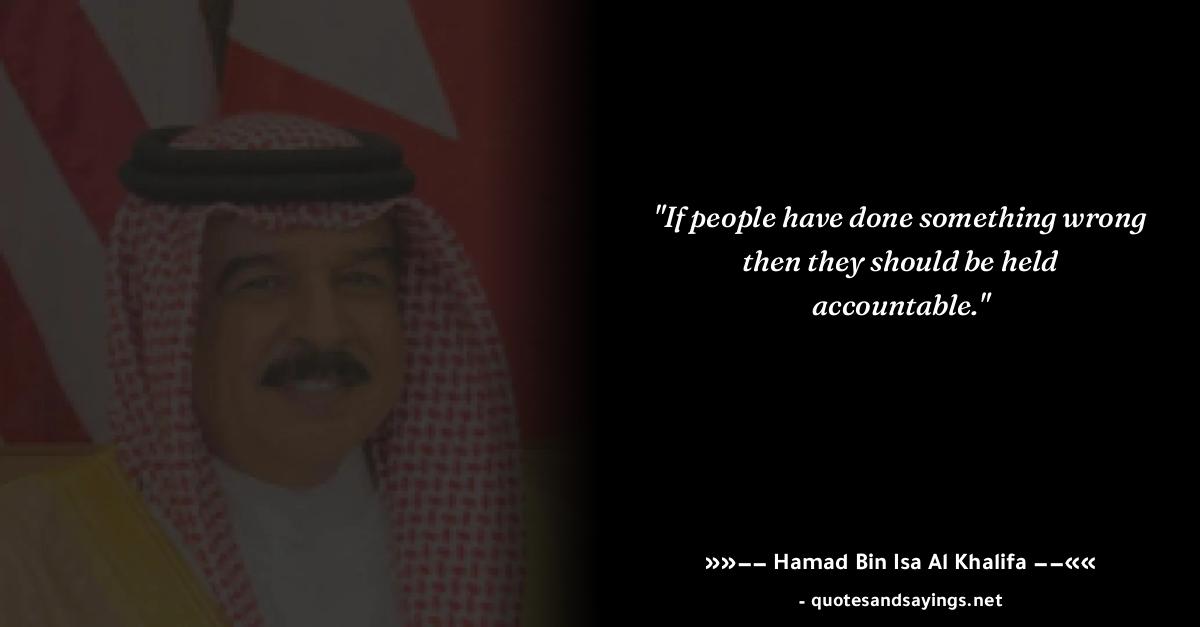 "If people have done something wrong
then they should be held
accountable."
»»–– Hamad Bin Isa Al Khalifa ––««
- quotesandsayings.net